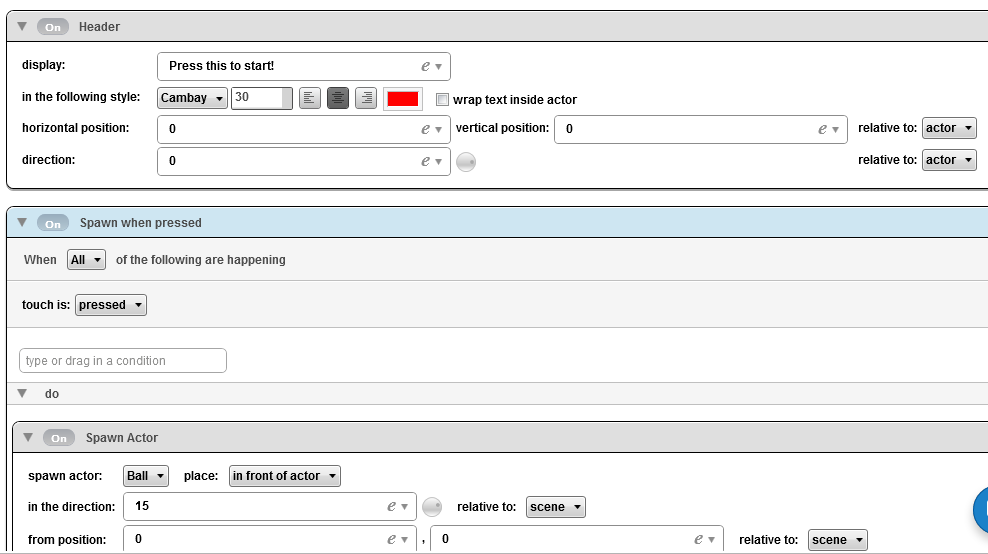 On Header
display: Press this to start! e
in the following style: Cambay 30 wrap text inside actor
horizontal position: 0 e vertical position: 0 e relative to: actor
direction: 0 e relative to: actor
On Spawn when pressed
When All of the following are happening
touch is: pressed
type or drag in a condition
do
On Spawn Actor
spawn actor: Ball place: in front of actor
in the direction: 15 e relative to: scene
from position: 0 e , 0 e relative to: scene